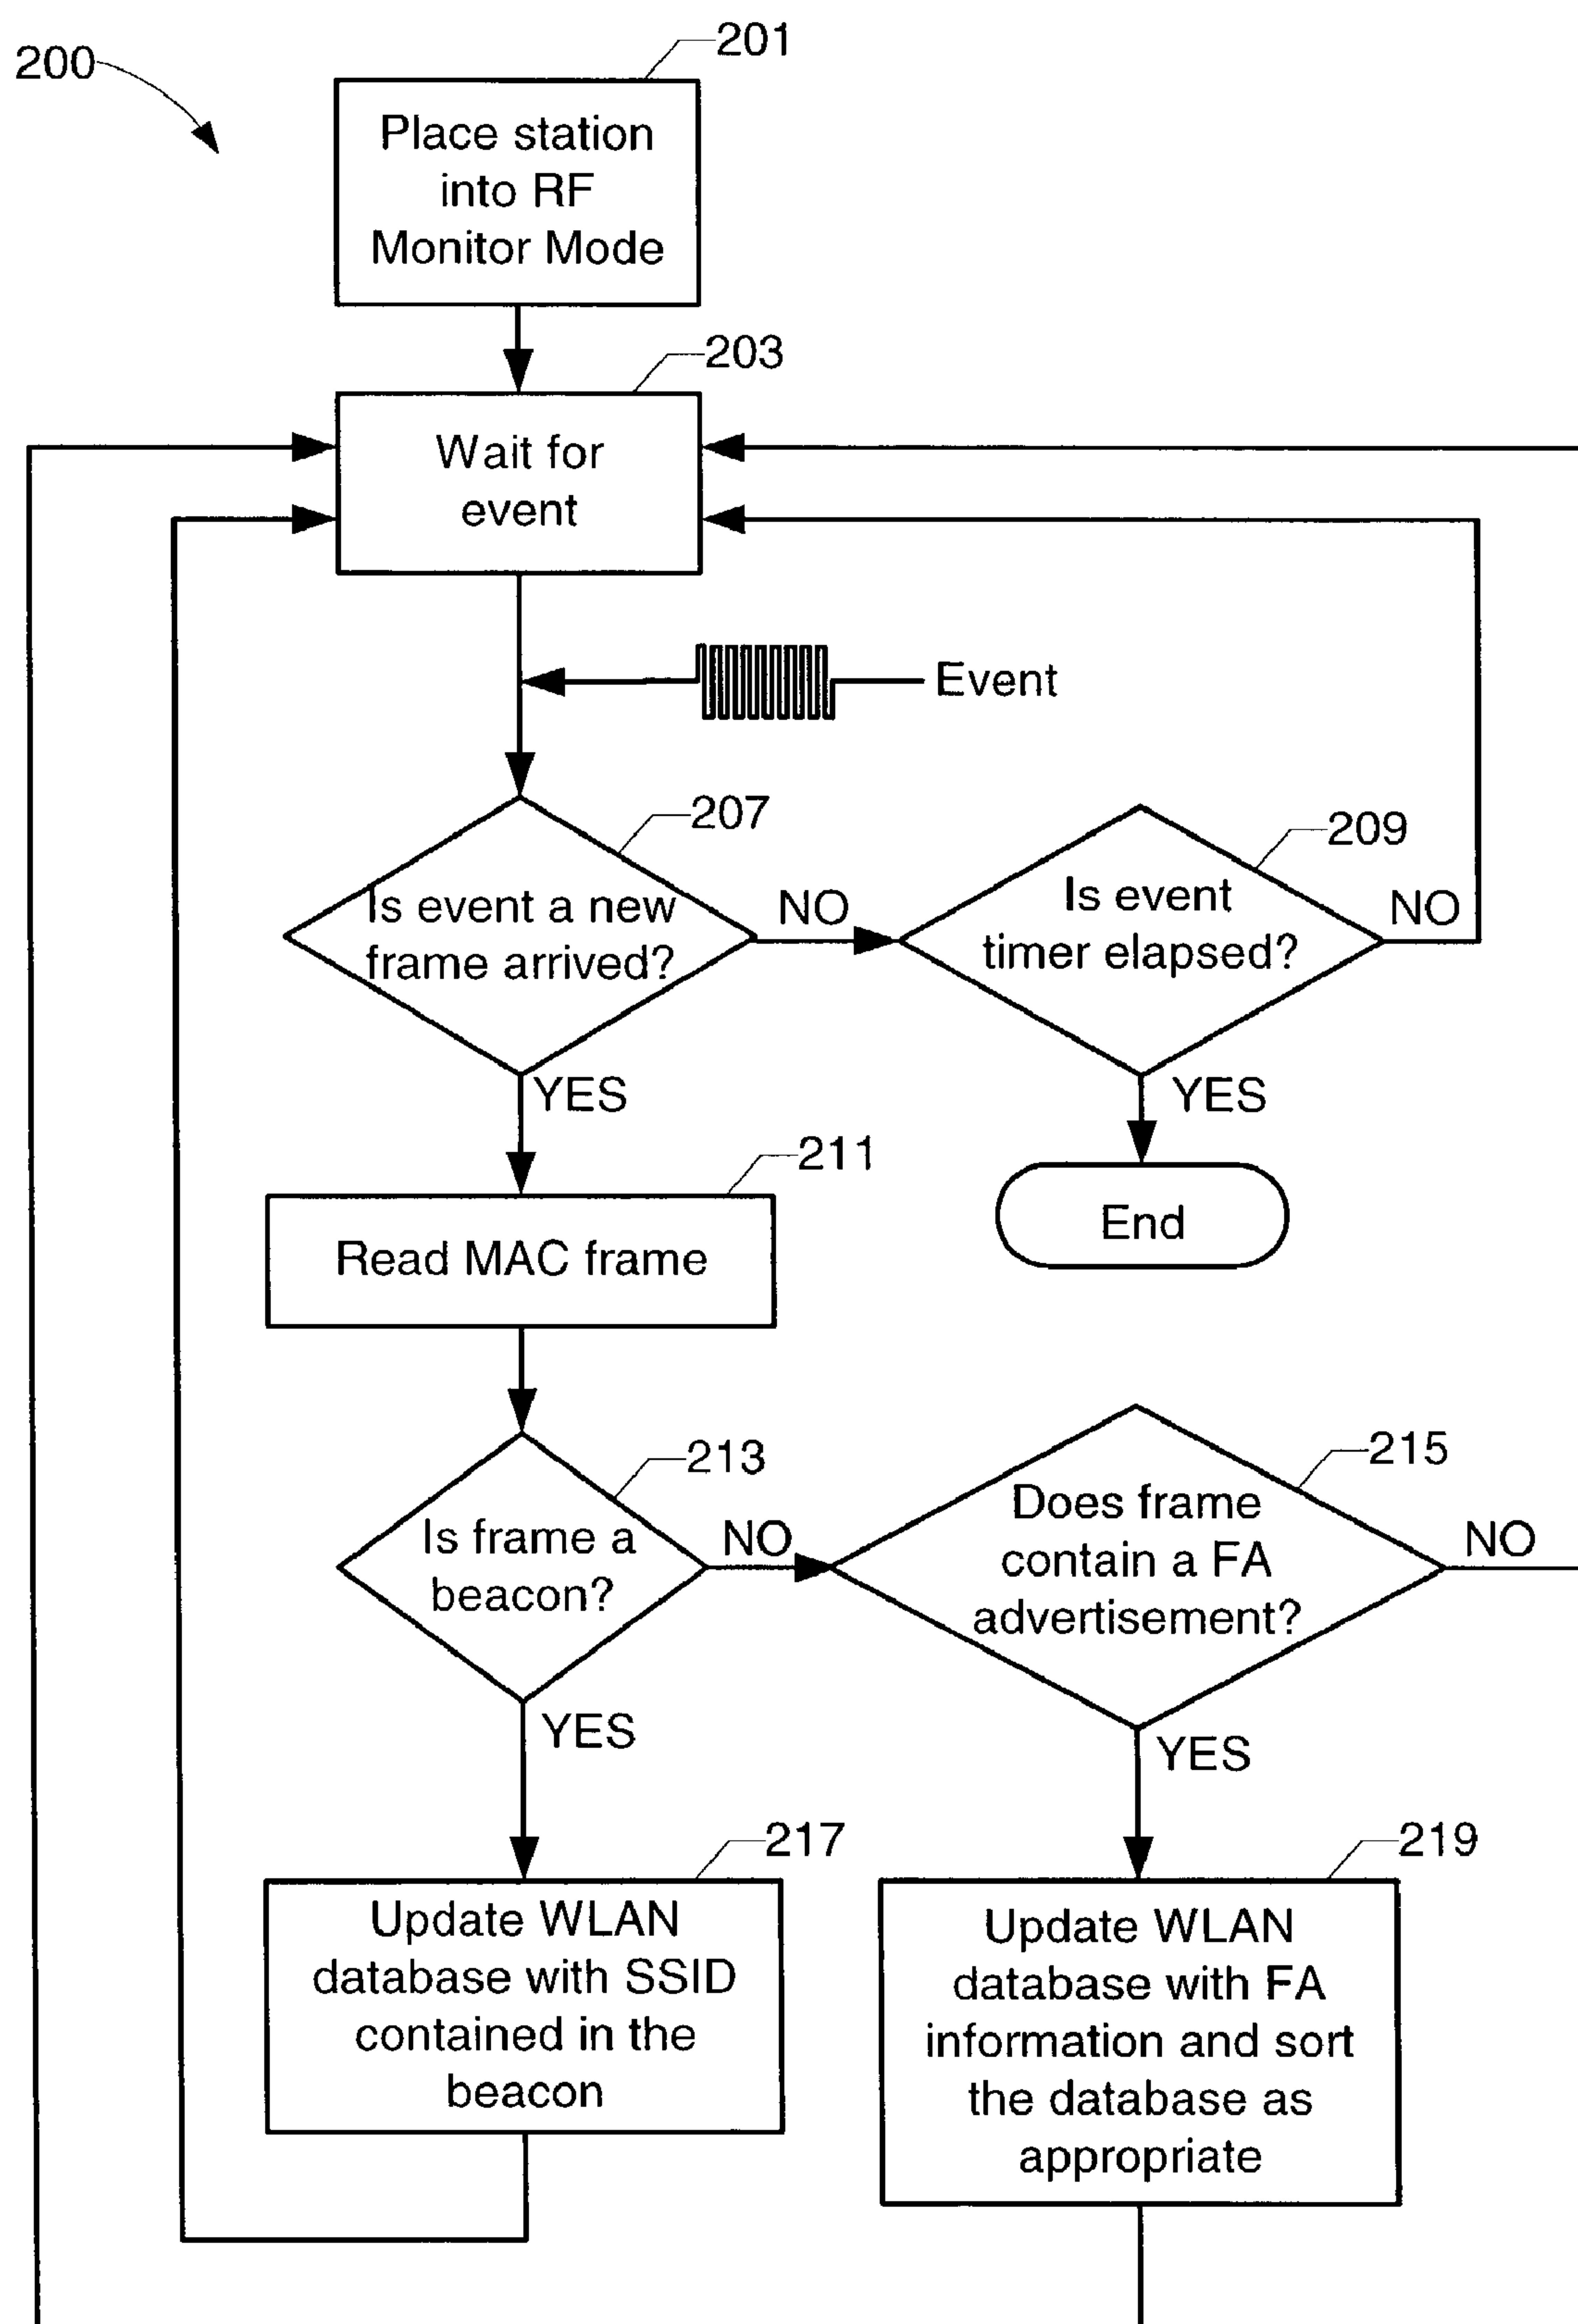 200
201
Place station
into RF
Monitor Mode
203
Wait for
event
Event
207
Is event a new
frame arrived?
NO
209
Is event
timer elapsed?
NO
YES
YES
211
Read MAC frame
End
213
Is frame a
beacon?
NO
215
Does frame
contain a FA
advertisement?
NO
YES
YES
217
Update WLAN
database with SSID
contained in the
beacon
219
Update WLAN
database with FA
information and sort
the database as
appropriate